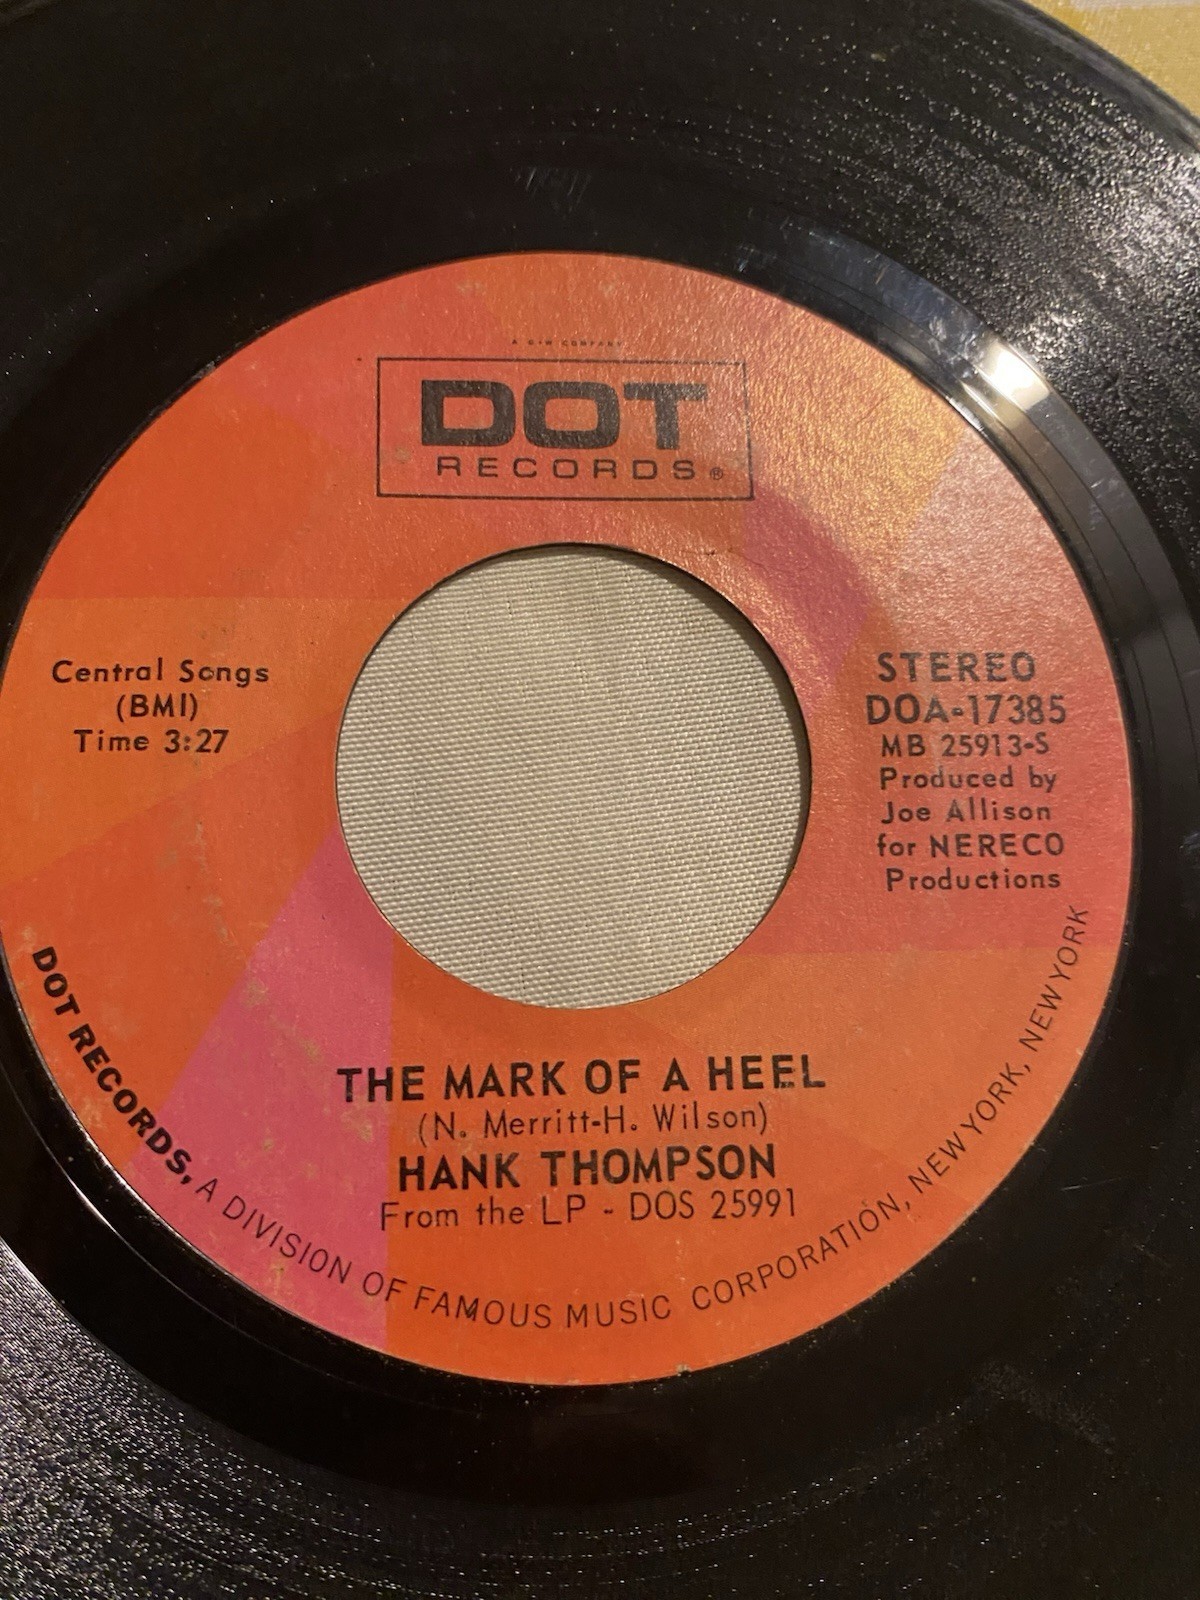 A G+W COMPANY
DOT
RECORDS®
Central Songs
(BMI)
Time 3:27
STEREO
DOA-17385
MB 25913-S
Produced by
Joe Allison
for NERECO
Productions
THE MARK OF A HEEL
(N. Merritt-H. Wilson)
HANK THOMPSON
From the LP - DOS 25991
DOT RECORDS, A DIVISION OF FAMOUS MUSIC CORPORATION, NEW YORK, NEW YORK